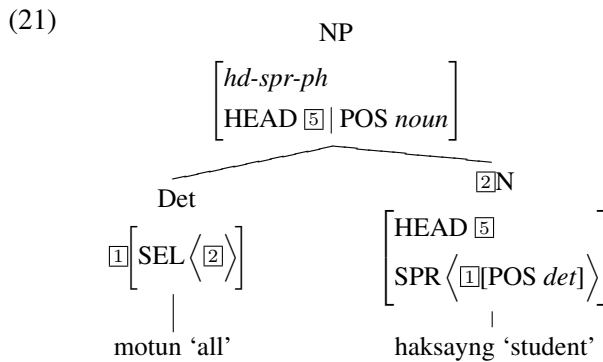 (21)
NP
hd-spr-ph
HEAD 5 | POS noun
Det
2 N
1 [SEL ⟨ 2 ⟩]
HEAD 5
SPR ⟨ 1 [POS det] ⟩
motun ‘all’
haksayng ‘student’